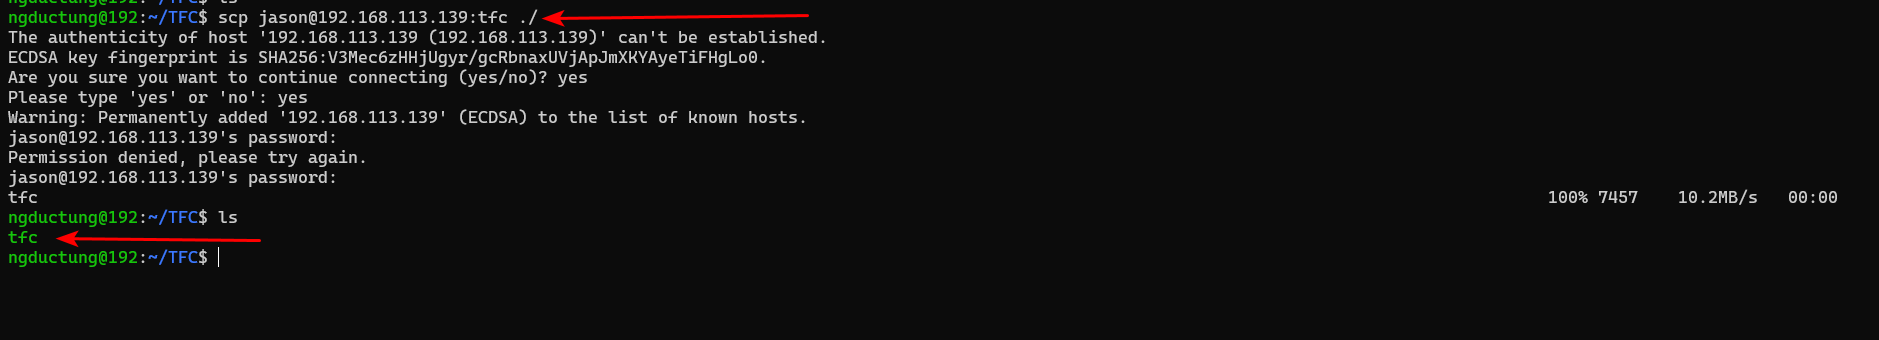 ngductung@192:~/TFC$ ls
ngductung@192:~/TFC$ scp jason@192.168.113.139:tfc ./
The authenticity of host '192.168.113.139 (192.168.113.139)' can't be established.
ECDSA key fingerprint is SHA256:V3Mec6zHHjUgyr/gcRbnaxUVjApJmXKYAyeTiFHgLo0.
Are you sure you want to continue connecting (yes/no)? yes
Please type 'yes' or 'no': yes
Warning: Permanently added '192.168.113.139' (ECDSA) to the list of known hosts.
jason@192.168.113.139's password:
Permission denied, please try again.
jason@192.168.113.139's password:
tfc 100% 7457 10.2MB/s 00:00
ngductung@192:~/TFC$ ls
tfc
ngductung@192:~/TFC$